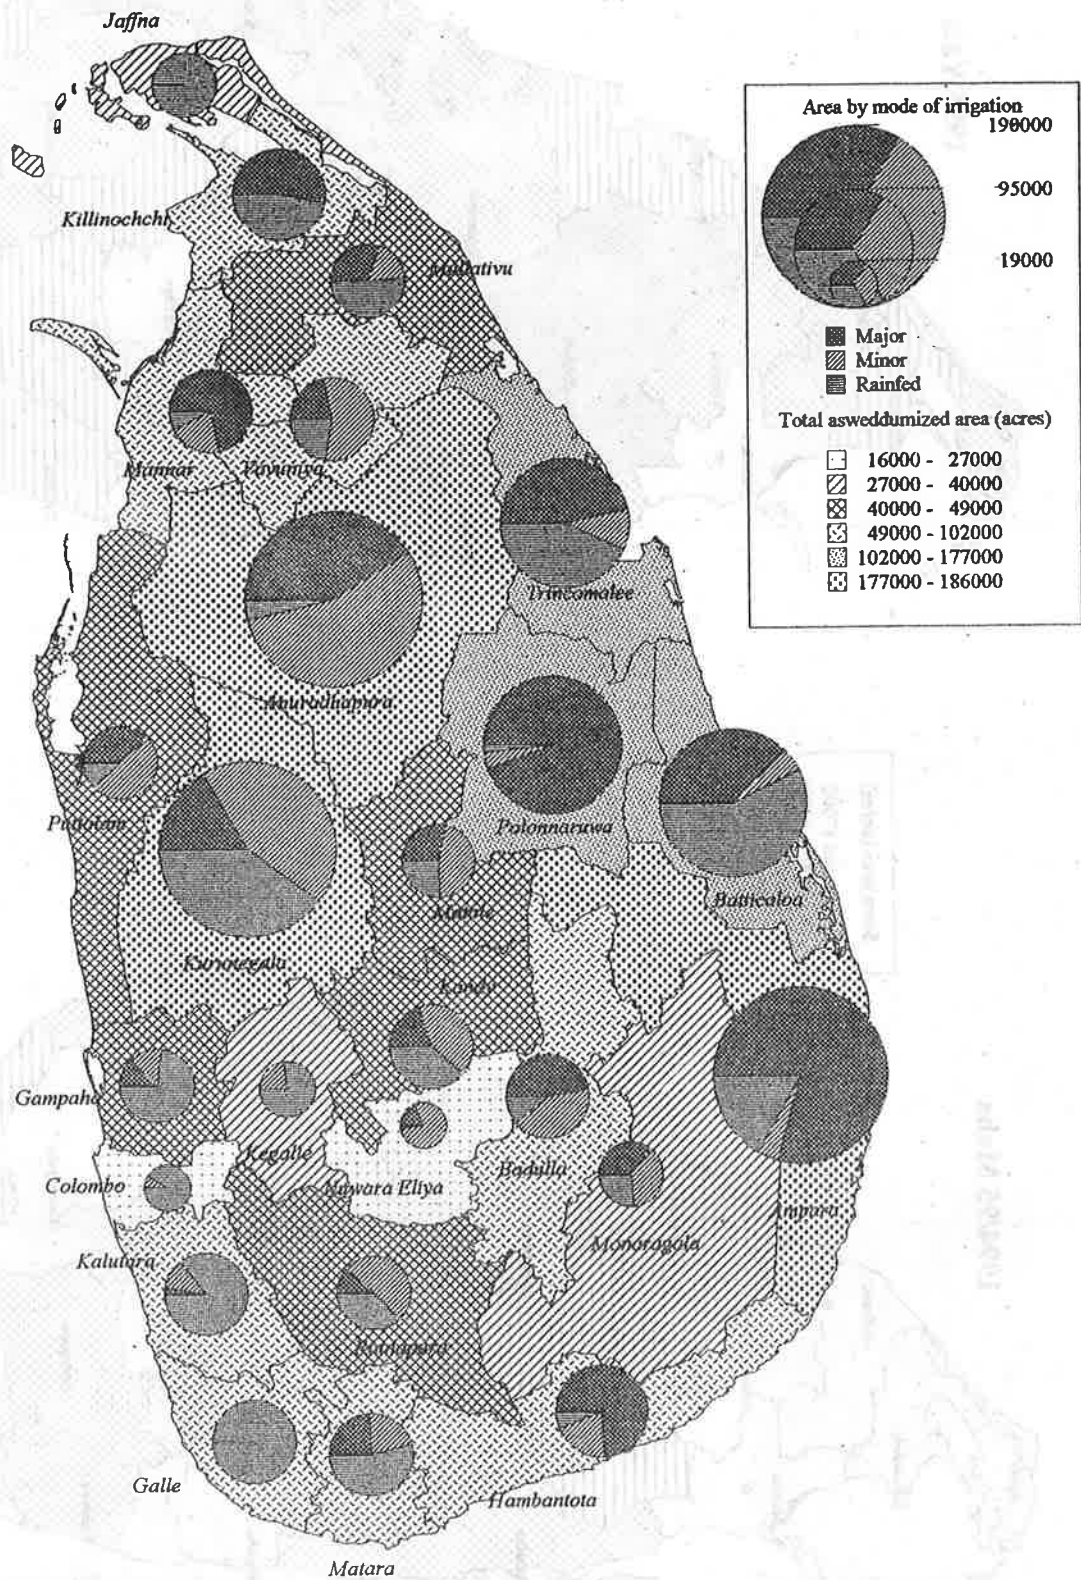 Jaffna
Area by mode of irrigation
190000
95000
19000
Major
Minor
Rainfed
Total asweddumized area (acres)
16000 - 27000
27000 - 40000
40000 - 49000
49000 - 102000
102000 - 177000
177000 - 186000
Killinochchi
Mullativu
Mannar
Vavuniya
Trincomalee
Anuradhapura
Puttalam
Polonnaruwa
Batticaloa
Matale
Kurunegala
Kandy
Gampaha
Kegalle
Nuwara Eliya
Badulla
Colombo
Ampara
Monaragala
Kalutara
Ratnapura
Galle
Hambantota
Matara